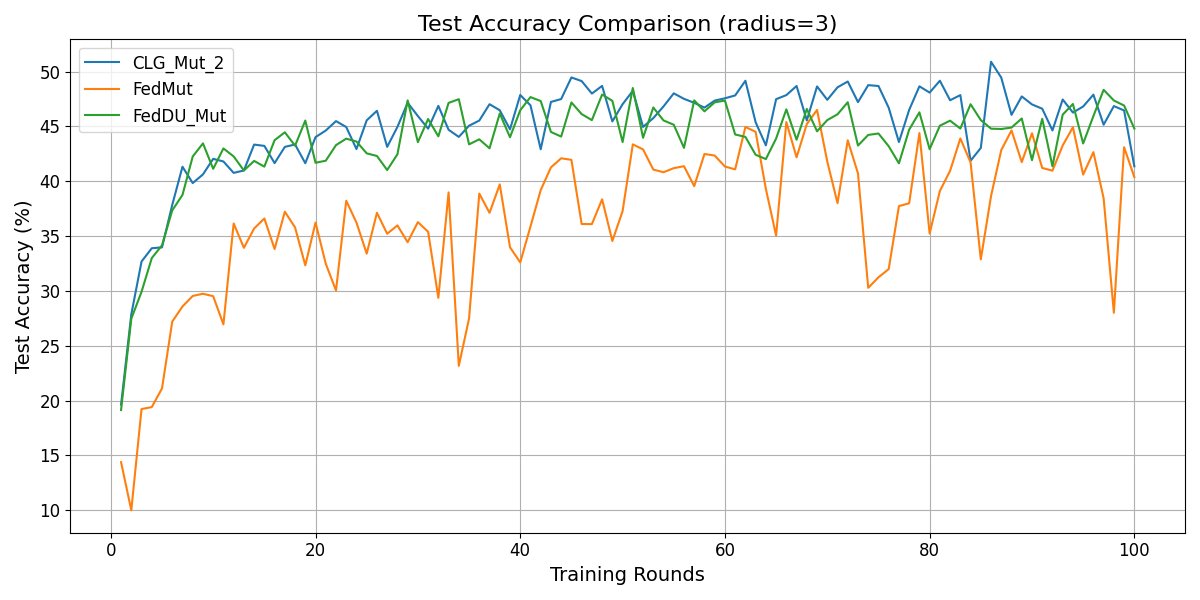 Test Accuracy Comparison (radius=3)
CLG_Mut_2
FedMut
FedDU_Mut
Test Accuracy (%)
50
45
40
35
30
25
20
15
10
0 20 40 60 80 100
Training Rounds